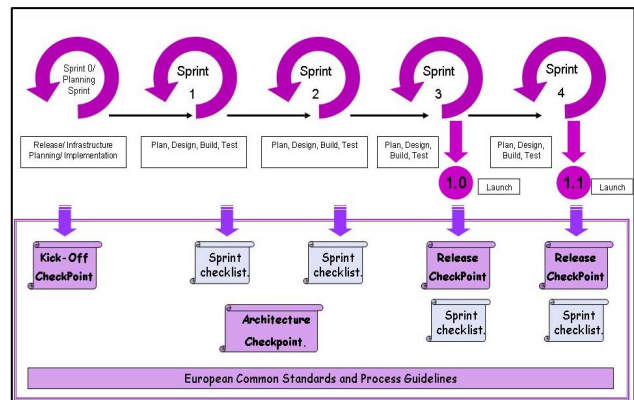 Sprint 0/
Planning
Sprint
Sprint
1
Sprint
2
Sprint
3
Sprint
4
Release/ Infrastructure
Planning/ Implementation
Plan, Design, Build, Test
Plan, Design, Build, Test
Plan, Design,
Build, Test
Plan, Design,
Build, Test
1.0
Launch
1.1
Launch
Kick-Off
CheckPoint
Sprint
checklist.
Sprint
checklist.
Release
CheckPoint
Release
CheckPoint
Architecture
Checkpoint.
Sprint
checklist.
Sprint
checklist.
European Common Standards and Process Guidelines